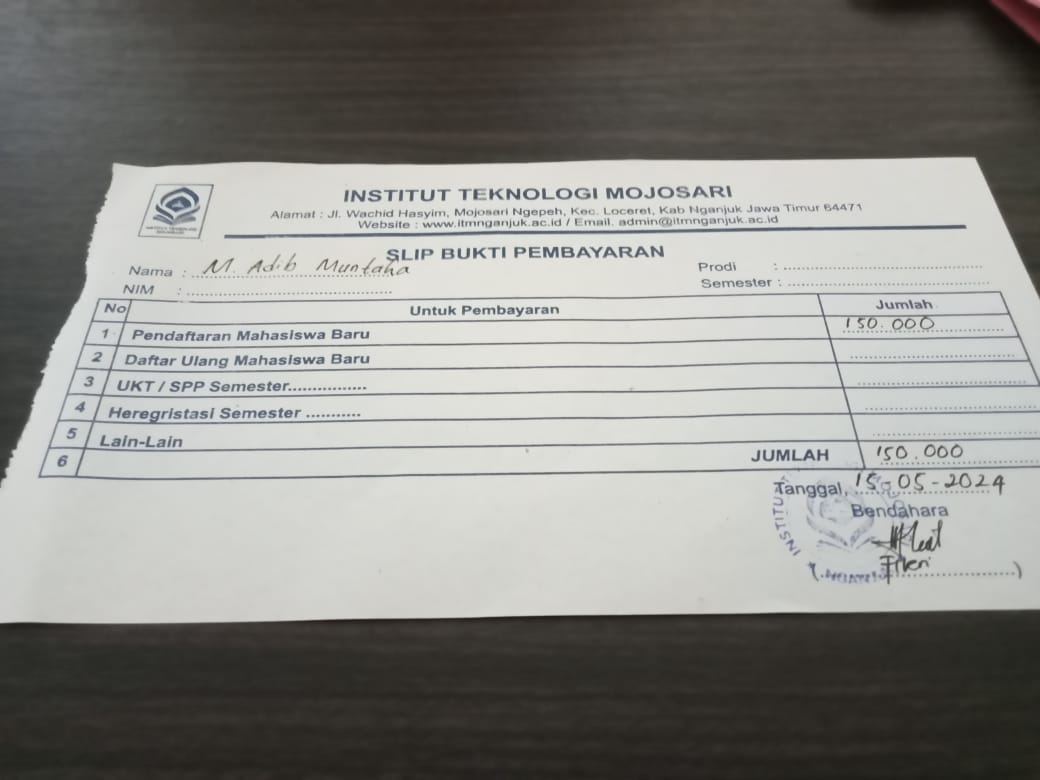 INSTITUT TEKNOLOGI MOJOSARI
Alamat : Jl. Wachid Hasyim, Mojosari Ngepeh, Kec. Loceret, Kab Nganjuk Jawa Timur 64471
Website : www.itmnganjuk.ac.id / Email. admin@itmnganjuk.ac.id
SLIP BUKTI PEMBAYARAN
Nama : M. Adib Muntaha
Prodi : ..............................
NIM : ..............................
Semester : ..............................
No Untuk Pembayaran Jumlah
1 Pendaftaran Mahasiswa Baru 150.000
2 Daftar Ulang Mahasiswa Baru
3 UKT / SPP Semester................
4 Heregristasi Semester ...........
5 Lain-Lain
6 JUMLAH 150.000
Tanggal, 15-05-2024
Bendahara
INSTITUT